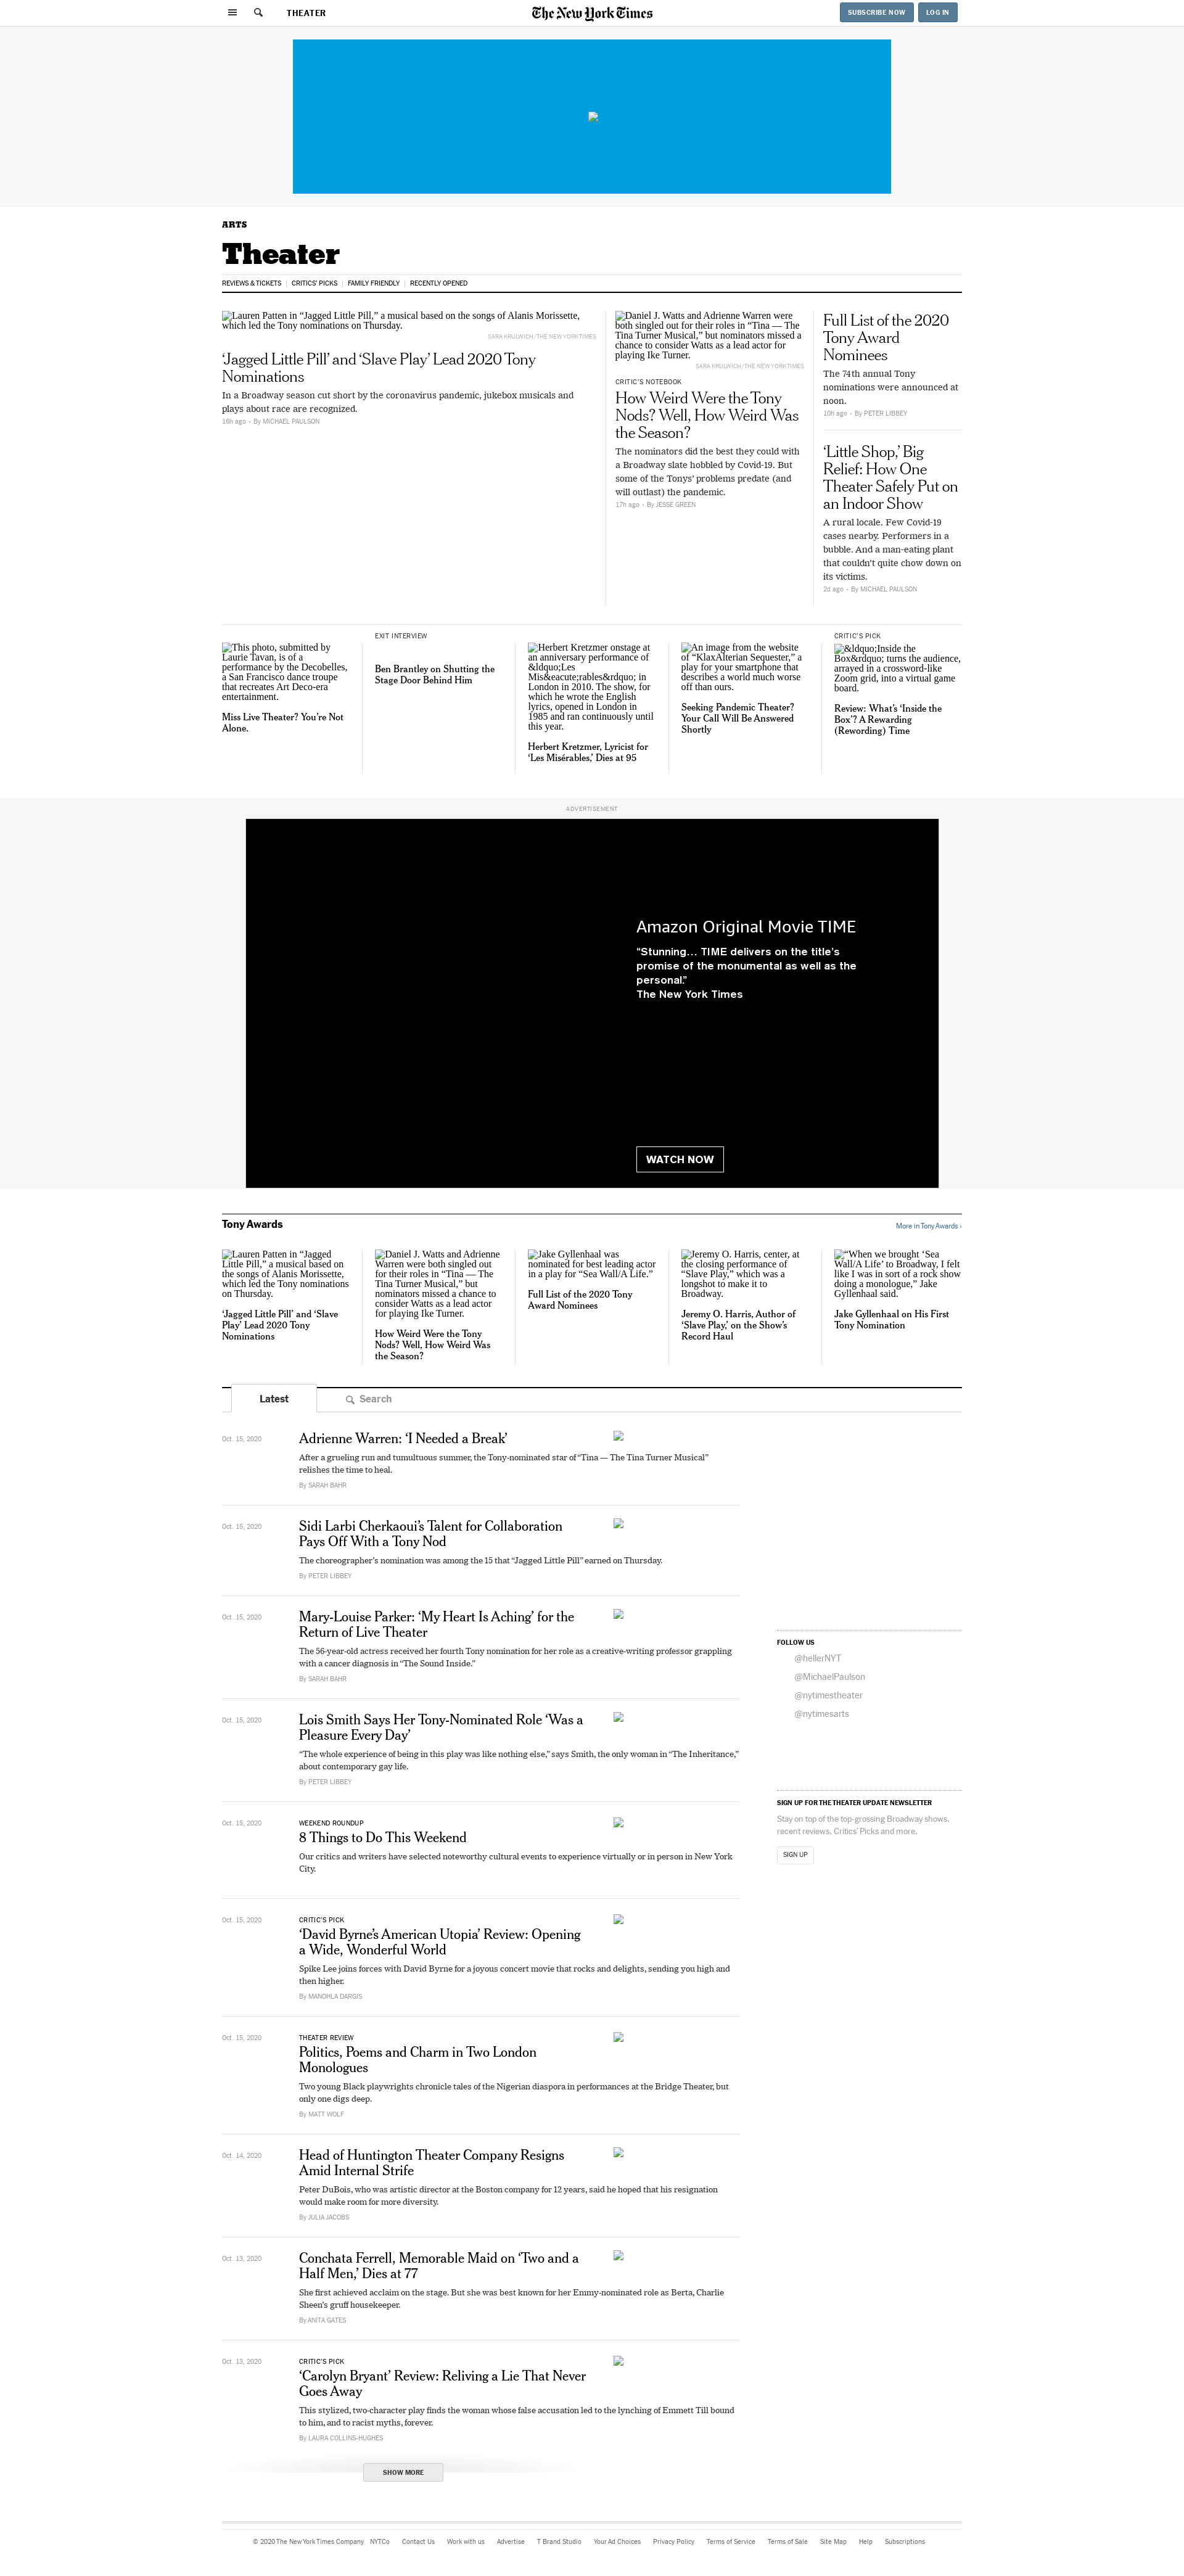 THEATER
The New York Times
SUBSCRIBE NOW
LOG IN
ARTS
Theater
REVIEWS & TICKETS
CRITICS' PICKS
FAMILY FRIENDLY
RECENTLY OPENED
Lauren Patten in “Jagged Little Pill,” a musical based on the songs of Alanis Morissette,
which led the Tony nominations on Thursday.
SARA KRULWICH/THE NEW YORK TIMES
‘Jagged Little Pill’ and ‘Slave Play’ Lead 2020 Tony
Nominations
In a Broadway season cut short by the coronavirus pandemic, jukebox musicals and
plays about race are recognized.
16h ago • By MICHAEL PAULSON
Daniel J. Watts and Adrienne Warren were
both singled out for their roles in “Tina — The
Tina Turner Musical,” but nominators missed a
chance to consider Watts as a lead actor for
playing Ike Turner.
SARA KRULWICH/THE NEW YORK TIMES
CRITIC’S NOTEBOOK
How Weird Were the Tony
Nods? Well, How Weird Was
the Season?
The nominators did the best they could with
a Broadway slate hobbled by Covid-19. But
some of the Tonys’ problems predate (and
will outlast) the pandemic.
17h ago • By JESSE GREEN
Full List of the 2020
Tony Award
Nominees
The 74th annual Tony
nominations were announced at
noon.
10h ago • By PETER LIBBEY
‘Little Shop,’ Big
Relief: How One
Theater Safely Put on
an Indoor Show
A rural locale. Few Covid-19
cases nearby. Performers in a
bubble. And a man-eating plant
that couldn’t quite chow down on
its victims.
2d ago • By MICHAEL PAULSON
This photo, submitted by
Laurie Tavan, is of a
performance by the Decobelles,
a San Francisco dance troupe
that recreates Art Deco-era
entertainment.
Miss Live Theater? You’re Not
Alone.
EXIT INTERVIEW
Ben Brantley on Shutting the
Stage Door Behind Him
Herbert Kretzmer onstage at
an anniversary performance of
&ldquo;Les
Mis&eacute;rables&rdquo; in
London in 2010. The show, for
which he wrote the English
lyrics, opened in London in
1985 and ran continuously until
this year.
Herbert Kretzmer, Lyricist for
‘Les Misérables,’ Dies at 95
An image from the website
of “KlaxAlterian Sequester,” a
play for your smartphone that
describes a world much worse
off than ours.
Seeking Pandemic Theater?
Your Call Will Be Answered
Shortly
CRITIC’S PICK
&ldquo;Inside the
Box&rdquo; turns the audience,
arrayed in a crossword-like
Zoom grid, into a virtual game
board.
Review: What’s ‘Inside the
Box’? A Rewarding
(Rewording) Time
ADVERTISEMENT
Amazon Original Movie TIME
“Stunning… TIME delivers on the title’s
promise of the monumental as well as the
personal.”
The New York Times
WATCH NOW
Tony Awards
More in Tony Awards ›
Lauren Patten in “Jagged
Little Pill,” a musical based on
the songs of Alanis Morissette,
which led the Tony nominations
on Thursday.
‘Jagged Little Pill’ and ‘Slave
Play’ Lead 2020 Tony
Nominations
Daniel J. Watts and Adrienne
Warren were both singled out
for their roles in “Tina — The
Tina Turner Musical,” but
nominators missed a chance to
consider Watts as a lead actor
for playing Ike Turner.
How Weird Were the Tony
Nods? Well, How Weird Was
the Season?
Jake Gyllenhaal was
nominated for best leading actor
in a play for “Sea Wall/A Life.”
Full List of the 2020 Tony
Award Nominees
Jeremy O. Harris, center, at
the closing performance of
“Slave Play,” which was a
longshot to make it to
Broadway.
Jeremy O. Harris, Author of
‘Slave Play,’ on the Show’s
Record Haul
“When we brought ‘Sea
Wall/A Life’ to Broadway, I felt
like I was in sort of a rock show
doing a monologue,” Jake
Gyllenhaal said.
Jake Gyllenhaal on His First
Tony Nomination
Latest
Search
Oct. 15, 2020
Adrienne Warren: ‘I Needed a Break’
After a grueling run and tumultuous summer, the Tony-nominated star of “Tina — The Tina Turner Musical”
relishes the time to heal.
By SARAH BAHR
Oct. 15, 2020
Sidi Larbi Cherkaoui’s Talent for Collaboration
Pays Off With a Tony Nod
The choreographer’s nomination was among the 15 that “Jagged Little Pill” earned on Thursday.
By PETER LIBBEY
Oct. 15, 2020
Mary-Louise Parker: ‘My Heart Is Aching’ for the
Return of Live Theater
The 56-year-old actress received her fourth Tony nomination for her role as a creative-writing professor grappling
with a cancer diagnosis in “The Sound Inside.”
By SARAH BAHR
Oct. 15, 2020
Lois Smith Says Her Tony-Nominated Role ‘Was a
Pleasure Every Day’
“The whole experience of being in this play was like nothing else,” says Smith, the only woman in “The Inheritance,”
about contemporary gay life.
By PETER LIBBEY
Oct. 15, 2020
WEEKEND ROUNDUP
8 Things to Do This Weekend
Our critics and writers have selected noteworthy cultural events to experience virtually or in person in New York
City.
Oct. 15, 2020
CRITIC’S PICK
‘David Byrne’s American Utopia’ Review: Opening
a Wide, Wonderful World
Spike Lee joins forces with David Byrne for a joyous concert movie that rocks and delights, sending you high and
then higher.
By MANOHLA DARGIS
Oct. 15, 2020
THEATER REVIEW
Politics, Poems and Charm in Two London
Monologues
Two young Black playwrights chronicle tales of the Nigerian diaspora in performances at the Bridge Theater, but
only one digs deep.
By MATT WOLF
Oct. 14, 2020
Head of Huntington Theater Company Resigns
Amid Internal Strife
Peter DuBois, who was artistic director at the Boston company for 12 years, said he hoped that his resignation
would make room for more diversity.
By JULIA JACOBS
Oct. 13, 2020
Conchata Ferrell, Memorable Maid on ‘Two and a
Half Men,’ Dies at 77
She first achieved acclaim on the stage. But she was best known for her Emmy-nominated role as Berta, Charlie
Sheen’s gruff housekeeper.
By ANITA GATES
Oct. 13, 2020
CRITIC’S PICK
‘Carolyn Bryant’ Review: Reliving a Lie That Never
Goes Away
This stylized, two-character play finds the woman whose false accusation led to the lynching of Emmett Till bound
to him, and to racist myths, forever.
By LAURA COLLINS-HUGHES
SHOW MORE
FOLLOW US
@hellerNYT
@MichaelPaulson
@nytimestheater
@nytimesarts
SIGN UP FOR THE THEATER UPDATE NEWSLETTER
Stay on top of the top-grossing Broadway shows,
recent reviews, Critics’ Picks and more.
SIGN UP
© 2020 The New York Times Company
NYTCo
Contact Us
Work with us
Advertise
T Brand Studio
Your Ad Choices
Privacy Policy
Terms of Service
Terms of Sale
Site Map
Help
Subscriptions